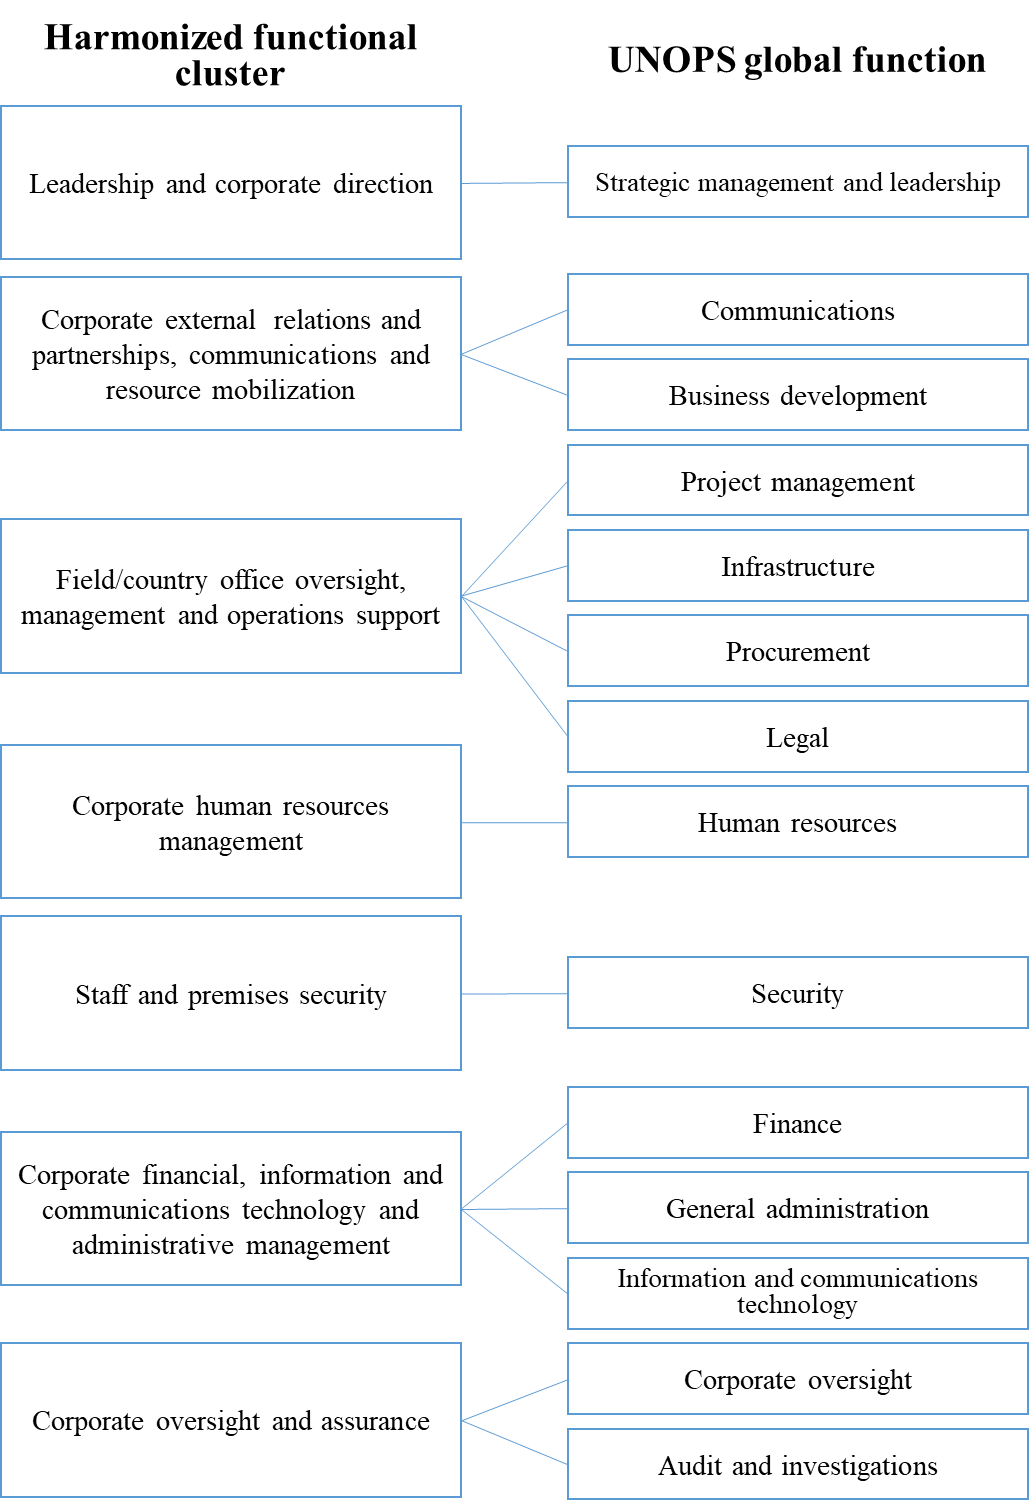 Harmonized functional
cluster
UNOPS global function
Leadership and corporate direction
Strategic management and leadership
Corporate external relations and
partnerships, communications and
resource mobilization
Communications
Business development
Field/country office oversight,
management and operations support
Project management
Infrastructure
Procurement
Legal
Corporate human resources
management
Human resources
Staff and premises security
Security
Corporate financial, information and
communications technology and
administrative management
Finance
General administration
Information and communications
technology
Corporate oversight and assurance
Corporate oversight
Audit and investigations